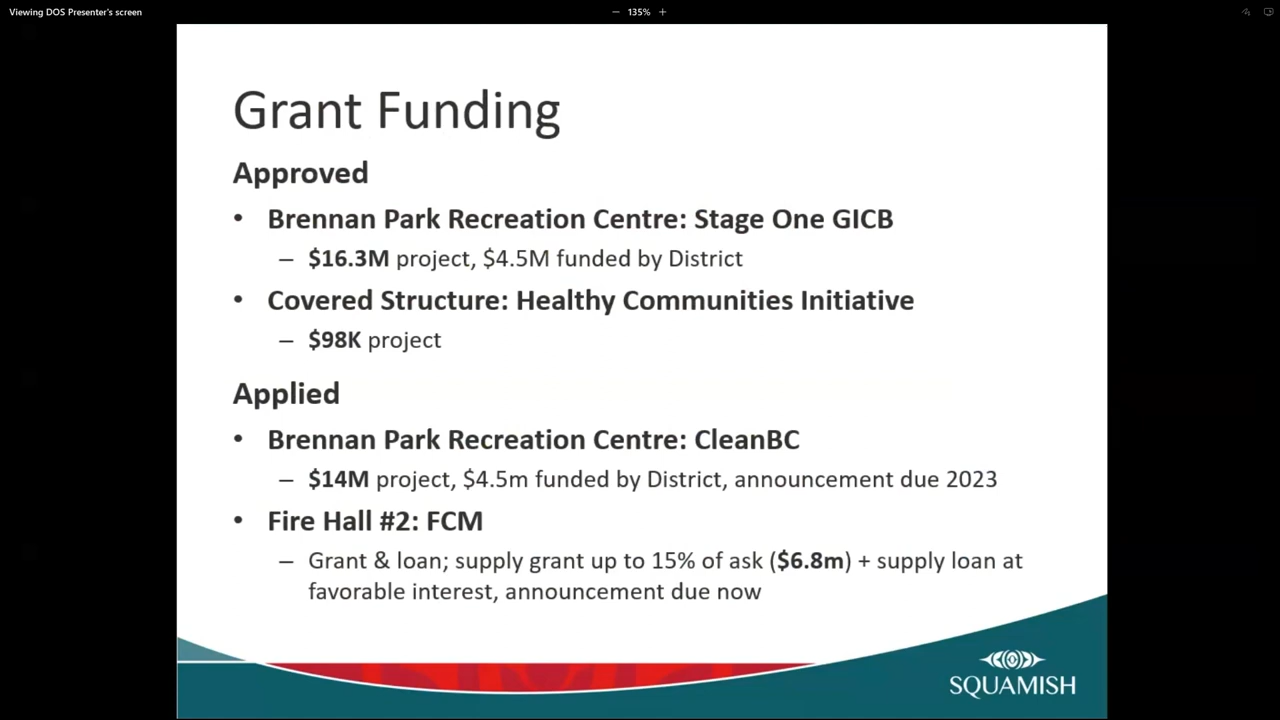 Viewing DOS Presenter's screen
− 135% +
Grant Funding
Approved
• Brennan Park Recreation Centre: Stage One GICB
– $16.3M project, $4.5M funded by District
• Covered Structure: Healthy Communities Initiative
– $98K project
Applied
• Brennan Park Recreation Centre: CleanBC
– $14M project, $4.5m funded by District, announcement due 2023
• Fire Hall #2: FCM
– Grant & loan; supply grant up to 15% of ask ($6.8m) + supply loan at
favorable interest, announcement due now
SQUAMISH